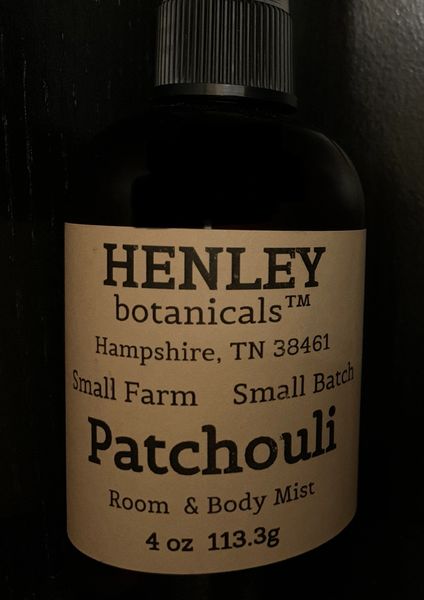 HENLEY
botanicals™
Hampshire, TN 38461
Small Farm Small Batch
Patchouli
Room & Body Mist
4 oz 113.3g